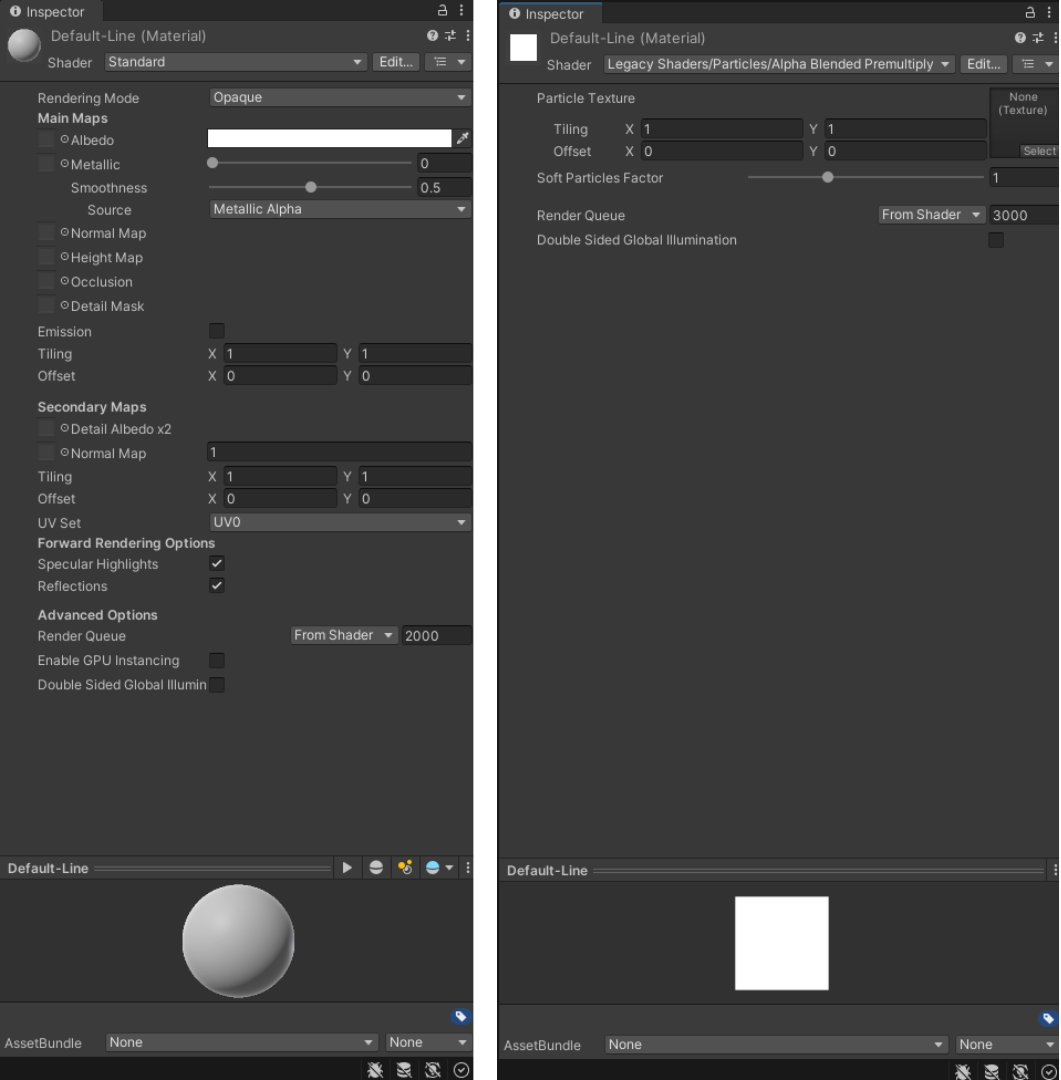 Inspector
Default-Line (Material)
Shader Standard Edit...
Rendering Mode Opaque
Main Maps
Albedo
Metallic 0
Smoothness 0.5
Source Metallic Alpha
Normal Map
Height Map
Occlusion
Detail Mask
Emission
Tiling X 1 Y 1
Offset X 0 Y 0
Secondary Maps
Detail Albedo x2
Normal Map 1
Tiling X 1 Y 1
Offset X 0 Y 0
UV Set UV0
Forward Rendering Options
Specular Highlights
Reflections
Advanced Options
Render Queue From Shader 2000
Enable GPU Instancing
Double Sided Global Illumin
Default-Line
AssetBundle None None
Inspector
Default-Line (Material)
Shader Legacy Shaders/Particles/Alpha Blended Premultiply Edit...
Particle Texture None
(Texture)
Tiling X 1 Y 1
Offset X 0 Y 0 Select
Soft Particles Factor 1
Render Queue From Shader 3000
Double Sided Global Illumination
Default-Line
AssetBundle None None